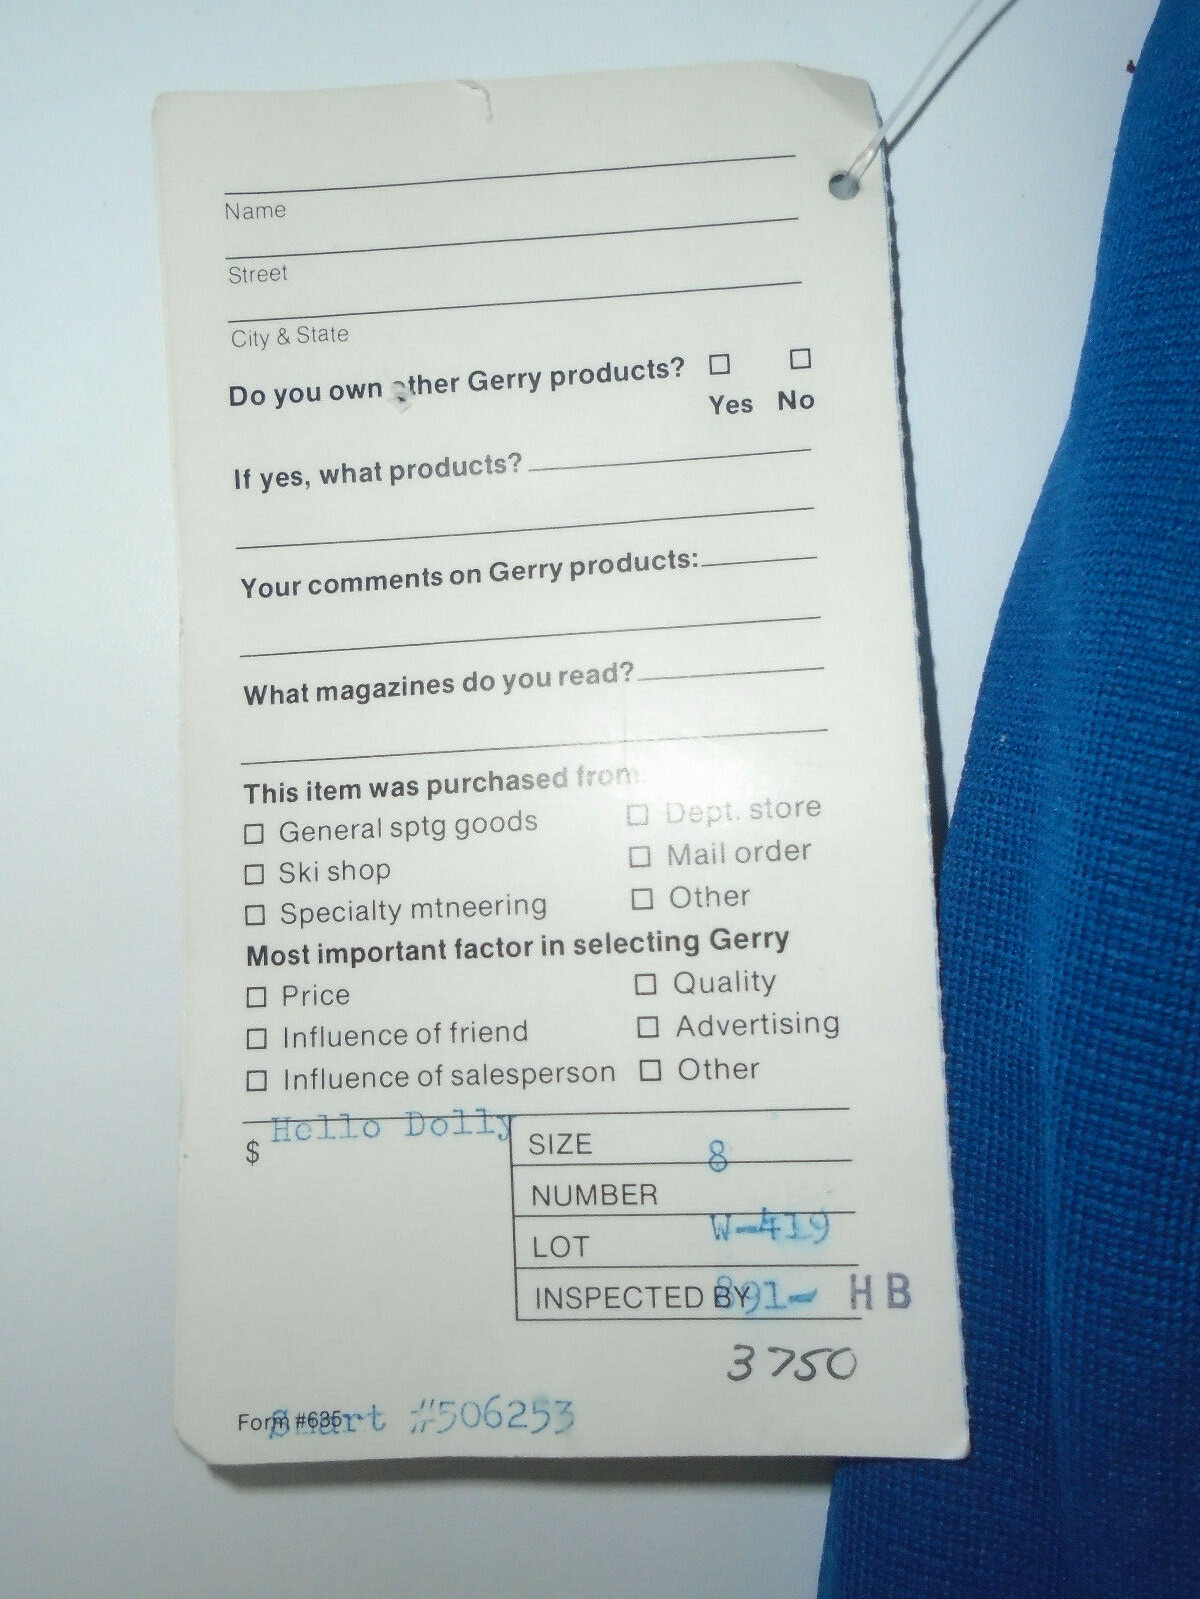 Name
Street
City & State
Do you own other Gerry products?
Yes No
If yes, what products?
Your comments on Gerry products:
What magazines do you read?
This item was purchased from:
General sptg goods Dept. store
Ski shop Mail order
Specialty mtneering Other
Most important factor in selecting Gerry
Price Quality
Influence of friend Advertising
Influence of salesperson Other
$ Hello Dolly
SIZE 8
NUMBER W-419
LOT 891-
INSPECTED BY HB
3750
Form #635 #506253